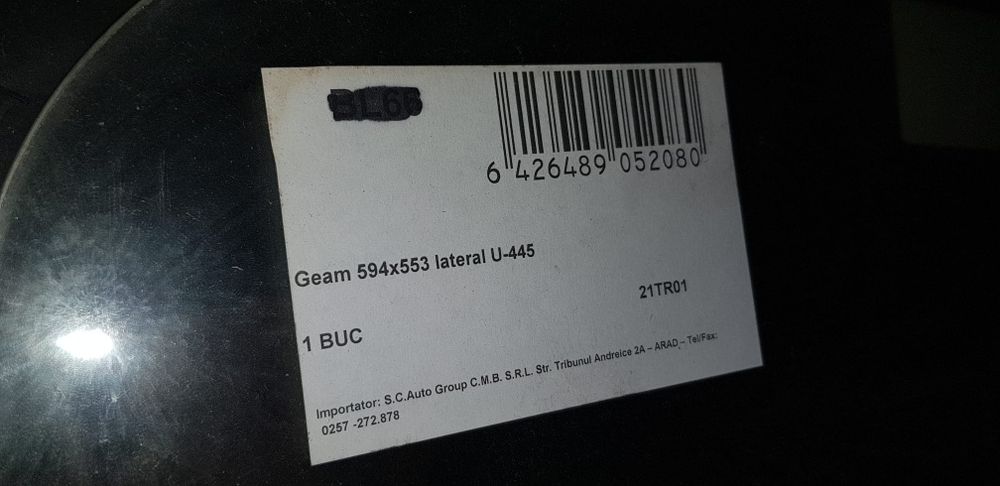 6 426489 052080
Geam 594x553 lateral U-445
21TR01
1 BUC
Importator: S.C.Auto Group C.M.B. S.R.L. Str. Tribunul Andreice 2A – ARAD – Tel/Fax:
0257 -272.878